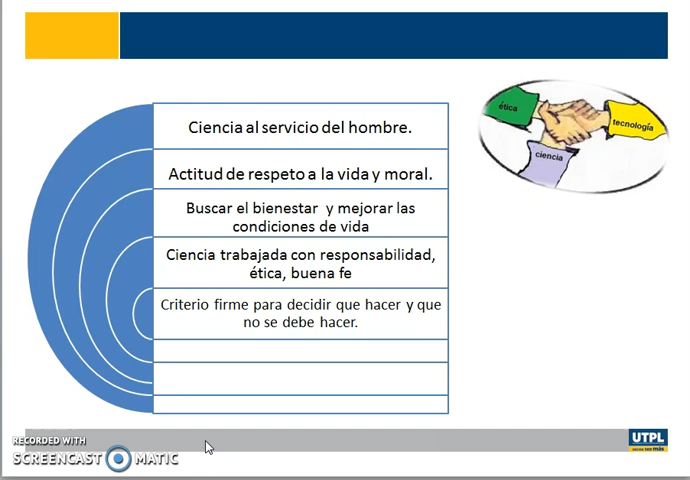 ética
tecnología
ciencia
Ciencia al servicio del hombre.
Actitud de respeto a la vida y moral.
Buscar el bienestar y mejorar las
condiciones de vida
Ciencia trabajada con responsabilidad,
ética, buena fe
Criterio firme para decidir que hacer y que
no se debe hacer.
RECORDED WITH
SCREENCAST MATIC
UTPL